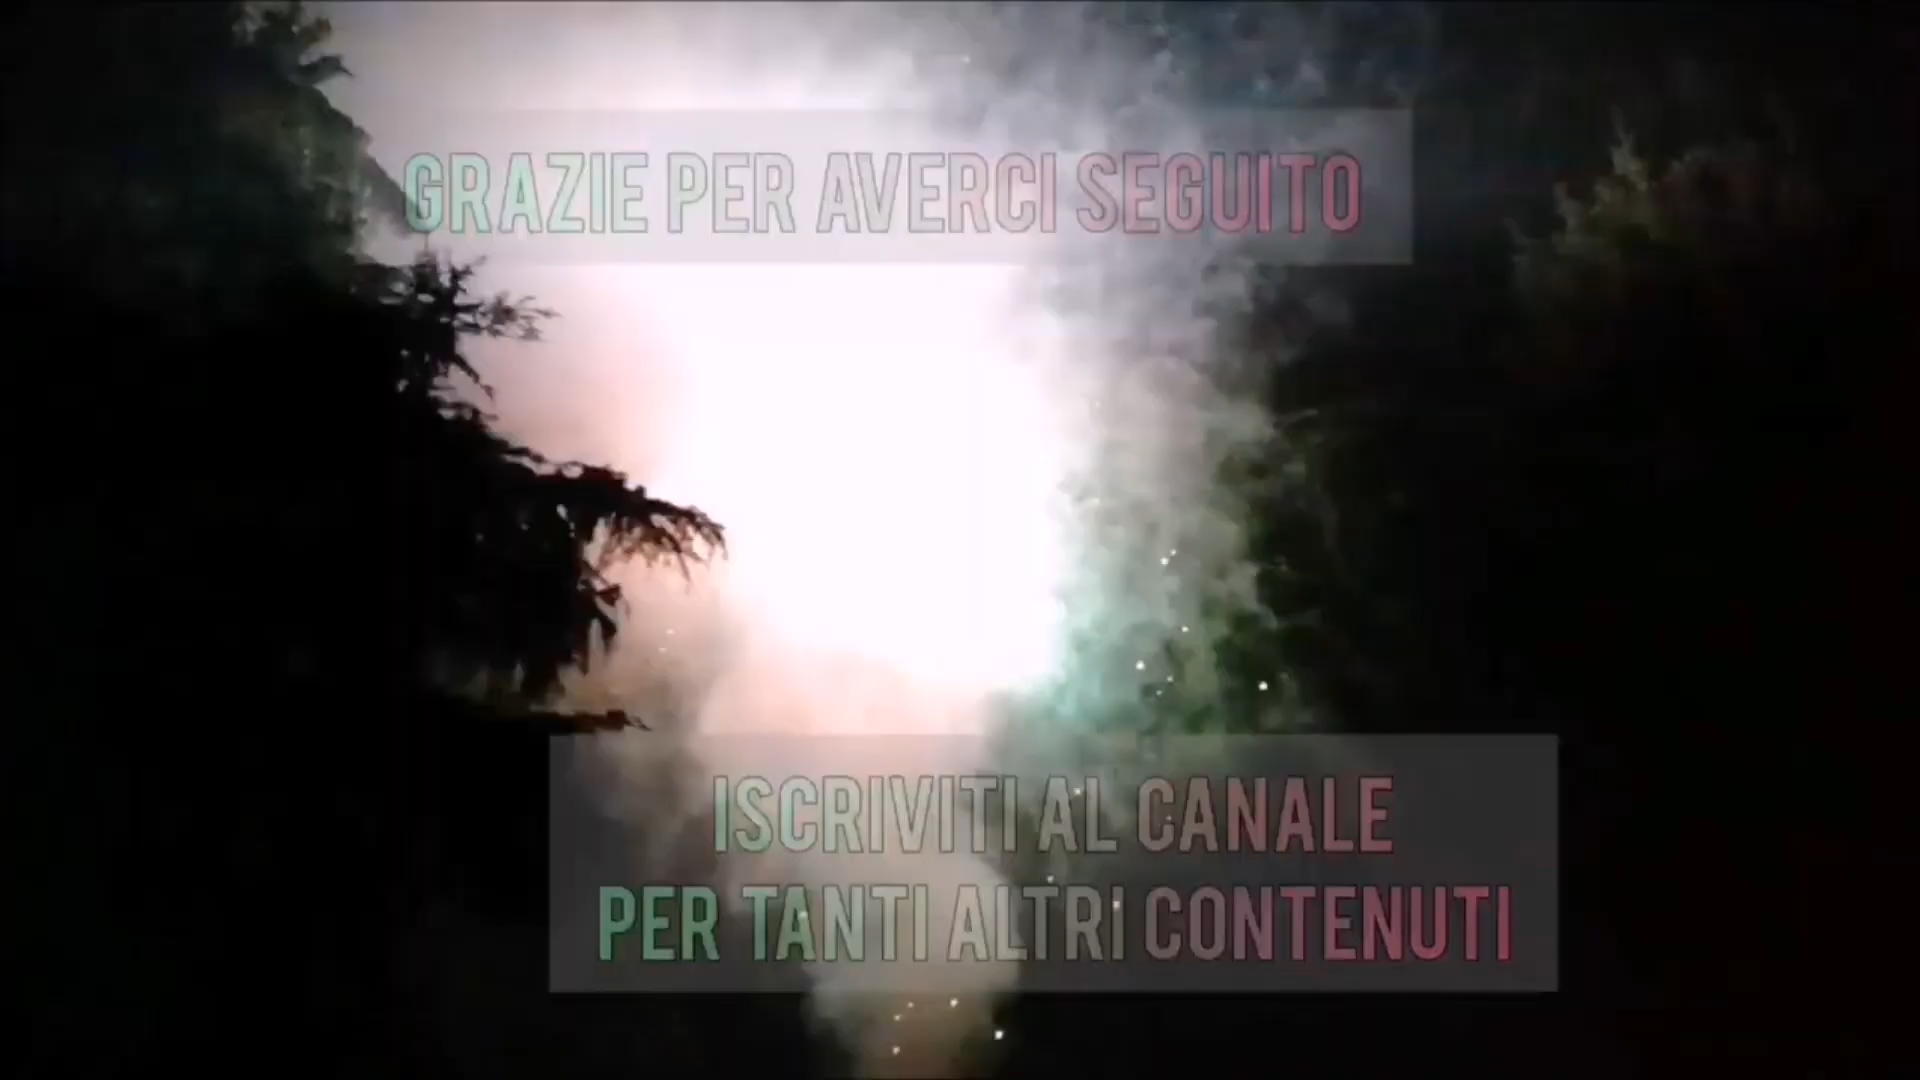 GRAZIE PER AVERCI SEGUITO
ISCRIVITI AL CANALE
PER TANTI ALTRI CONTENUTI